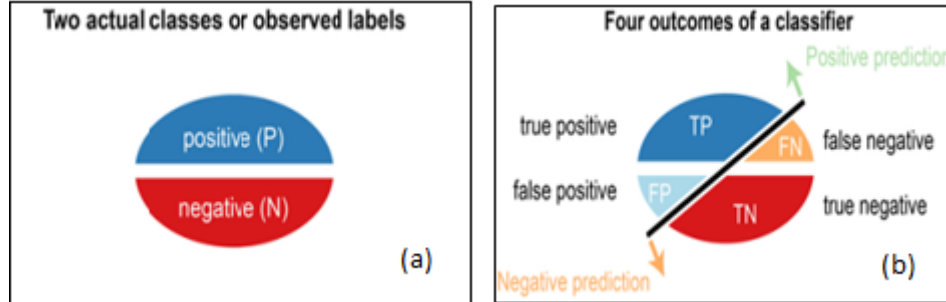 Two actual classes or observed labels
positive (P)
negative (N)
(a)
Four outcomes of a classifier
Positive prediction
true positive
TP
FN
false negative
false positive
FP
TN
true negative
Negative prediction
(b)